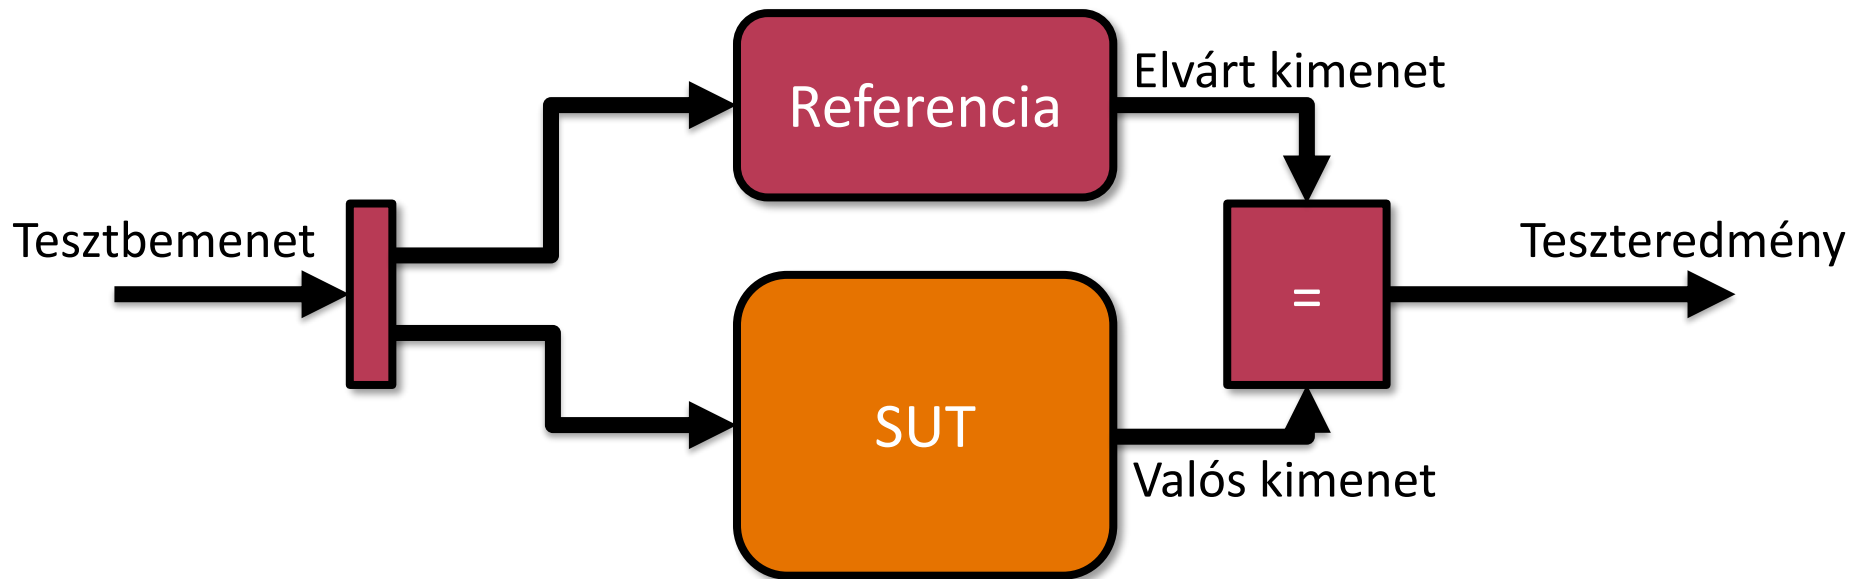 Referencia
Elvárt kimenet
Tesztbemenet
=
Teszteredmény
SUT
Valós kimenet